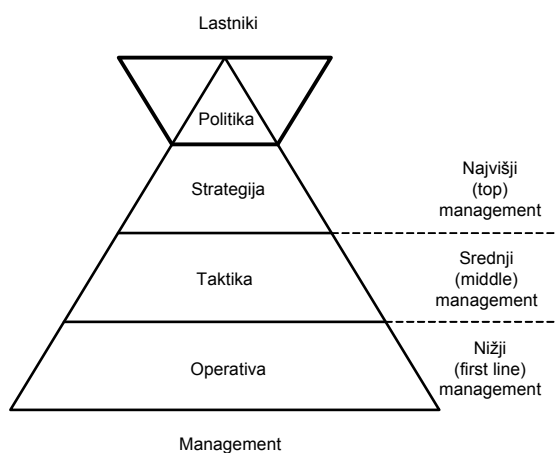 Lastniki
Politika
Strategija
Najvišji
(top)
management
Taktika
Srednji
(middle)
management
Operativa
Nižji
(first line)
management
Management